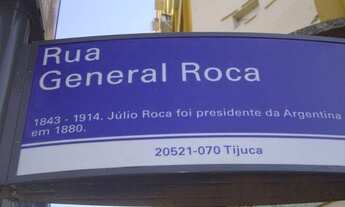 Rua
General Roca
1843 - 1914. Júlio Roca foi presidente da Argentina
em 1880.
20521-070 Tijuca